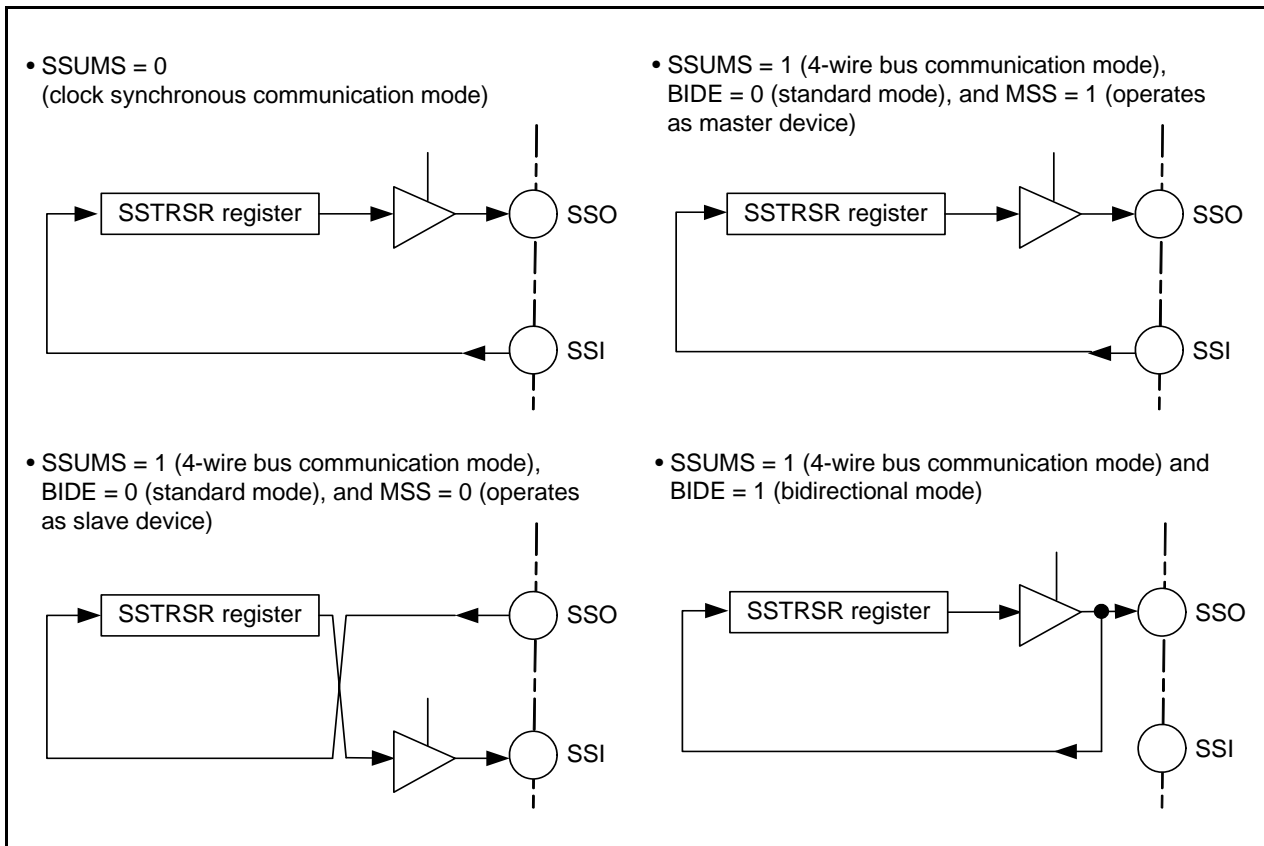 • SSUMS = 0
(clock synchronous communication mode)
SSTRSR register
SSO
SSI
• SSUMS = 1 (4-wire bus communication mode),
BIDE = 0 (standard mode), and MSS = 1 (operates
as master device)
SSTRSR register
SSO
SSI
• SSUMS = 1 (4-wire bus communication mode),
BIDE = 0 (standard mode), and MSS = 0 (operates
as slave device)
SSTRSR register
SSO
SSI
• SSUMS = 1 (4-wire bus communication mode) and
BIDE = 1 (bidirectional mode)
SSTRSR register
SSO
SSI